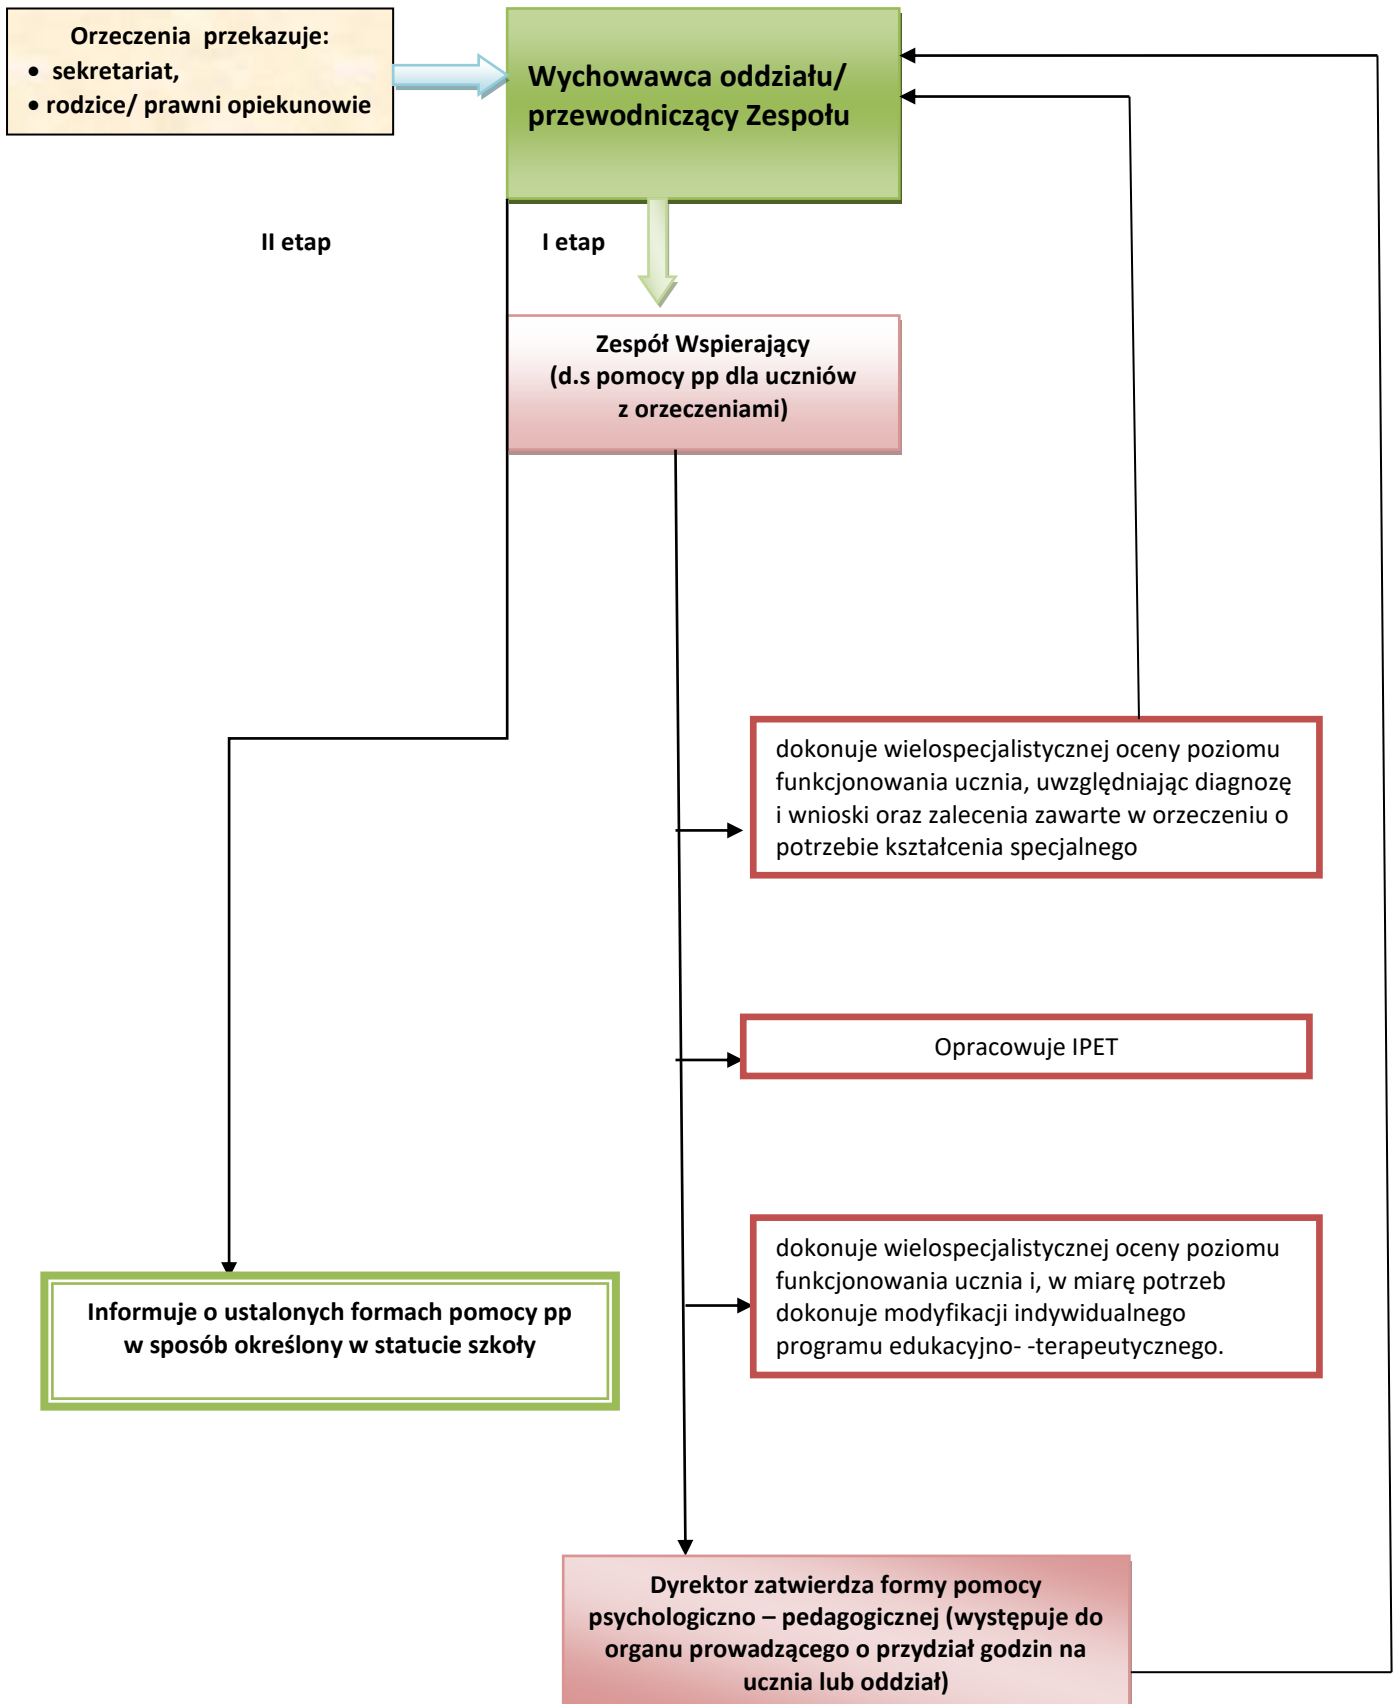 Orzeczenia przekazuje:
• sekretariat,
• rodzice/ prawni opiekunowie
Wychowawca oddziału/
przewodniczący Zespołu
II etap
I etap
Zespół Wspierający
(d.s pomocy pp dla uczniów
z orzeczeniami)
dokonuje wielospecjalistycznej oceny poziomu
funkcjonowania ucznia, uwzględniając diagnozę
i wnioski oraz zalecenia zawarte w orzeczeniu o
potrzebie kształcenia specjalnego
Opracowuje IPET
dokonuje wielospecjalistycznej oceny poziomu
funkcjonowania ucznia i, w miarę potrzeb
dokonuje modyfikacji indywidualnego
programu edukacyjno- -terapeutycznego.
Informuje o ustalonych formach pomocy pp
w sposób określony w statucie szkoły
Dyrektor zatwierdza formy pomocy
psychologiczno – pedagogicznej (występuje do
organu prowadzącego o przydział godzin na
ucznia lub oddział)